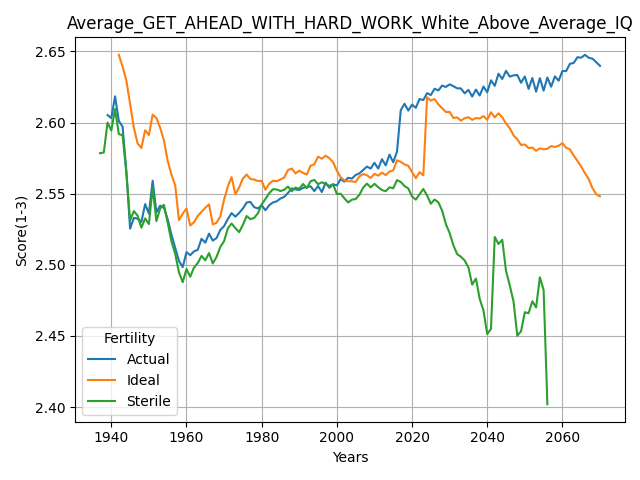 Average_GET_AHEAD_WITH_HARD_WORK_White_Above_Average_IQ
Score(1-3)
2.65
2.60
2.55
2.50
2.45
2.40
Fertility
Actual
Ideal
Sterile
1940 1960 1980 2000 2020 2040 2060
Years